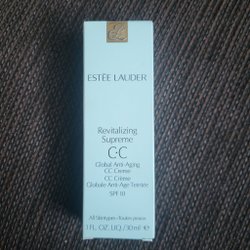 ESTĒE LAUDER
Revitalizing
Supreme
CC
Global Anti-Aging
CC Creme
CC Crème
Globale Anti-Age Teintée
SPF 10
All Skintypes • Toutes peaux
1 FL. OZ. LIQ./30 ml ℮